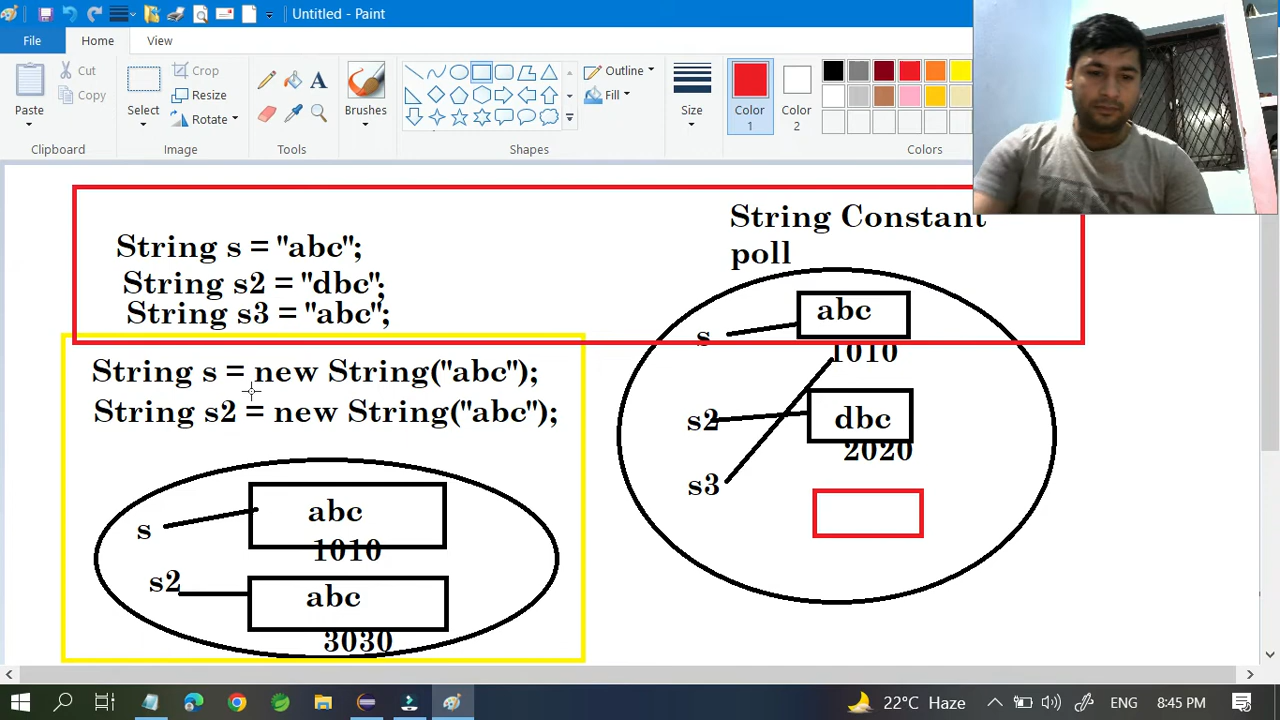 Untitled - Paint
File
Home
View
Paste
Cut
Copy
Clipboard
Select
Crop
Resize
Rotate
Image
A
Tools
Brushes
Shapes
Outline
Fill
Size
Color 1
Color 2
Colors
String s = "abc";
String s2 = "dbc";
String s3 = "abc";
String Constant
poll
s
abc
1010
s2
dbc
2020
s3
String s = new String("abc");
String s2 = new String("abc");
s
abc
1010
s2
abc
3030
22°C Haze
ENG
8:45 PM